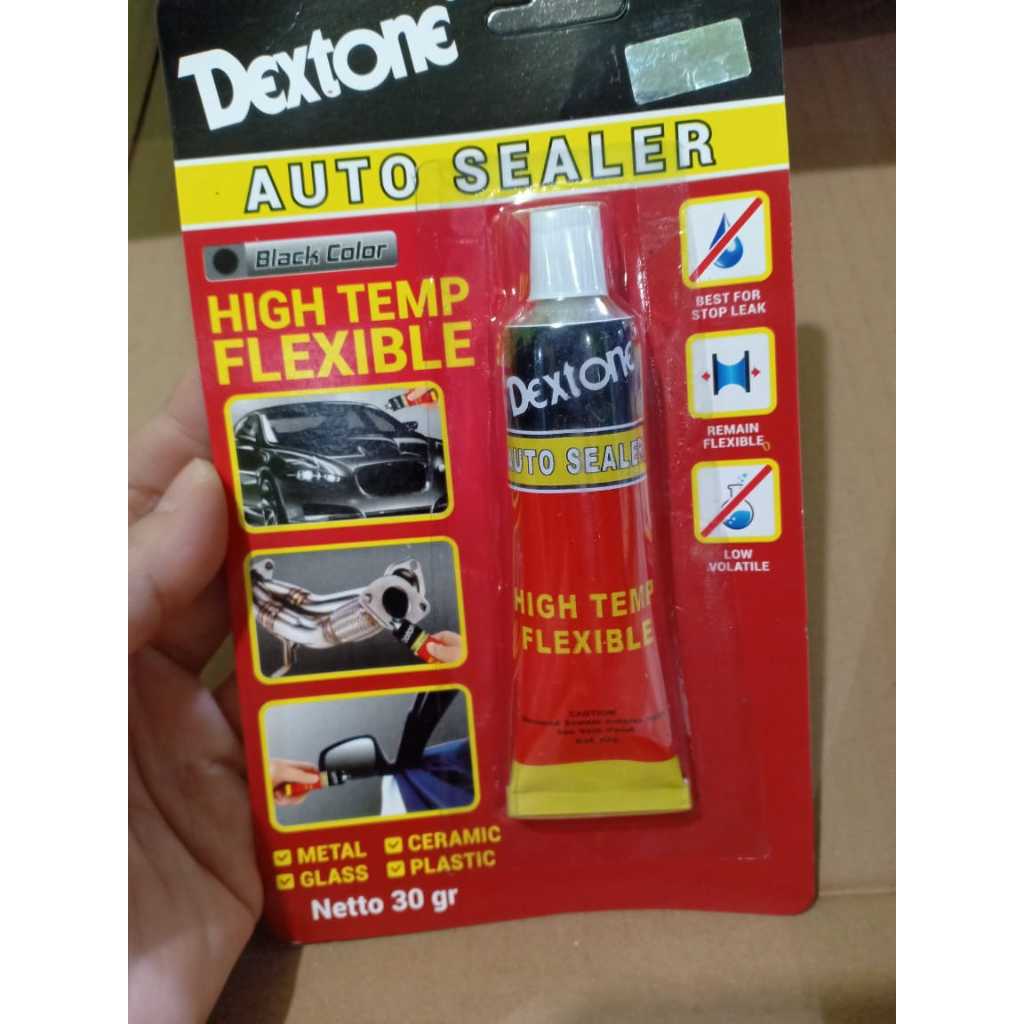 Dextone
AUTO SEALER
Black Color
HIGH TEMP
FLEXIBLE
BEST FOR
STOP LEAK
REMAIN
FLEXIBLE
LOW
VOLATILE
Dextone
AUTO SEALER
HIGH TEMP
FLEXIBLE
CAUTION
METAL
CERAMIC
GLASS
PLASTIC
Netto 30 gr